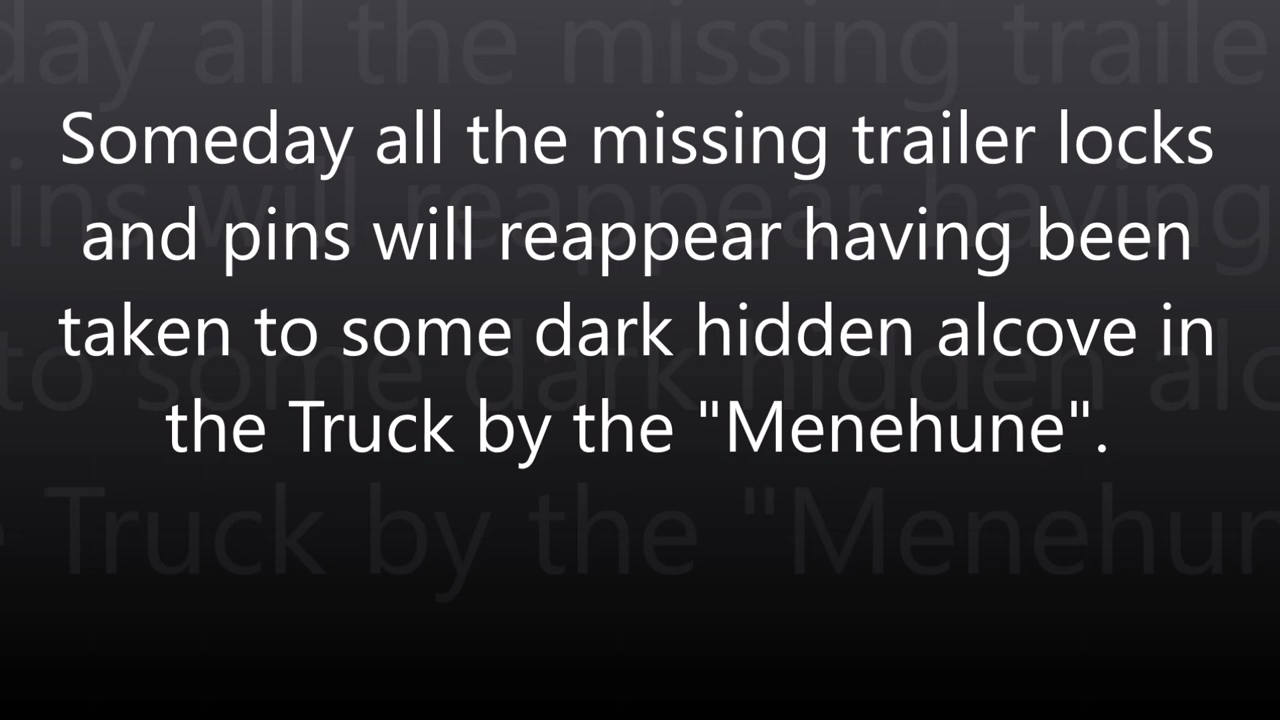 Someday all the missing trailer locks
and pins will reappear having been
taken to some dark hidden alcove in
the Truck by the "Menehune".